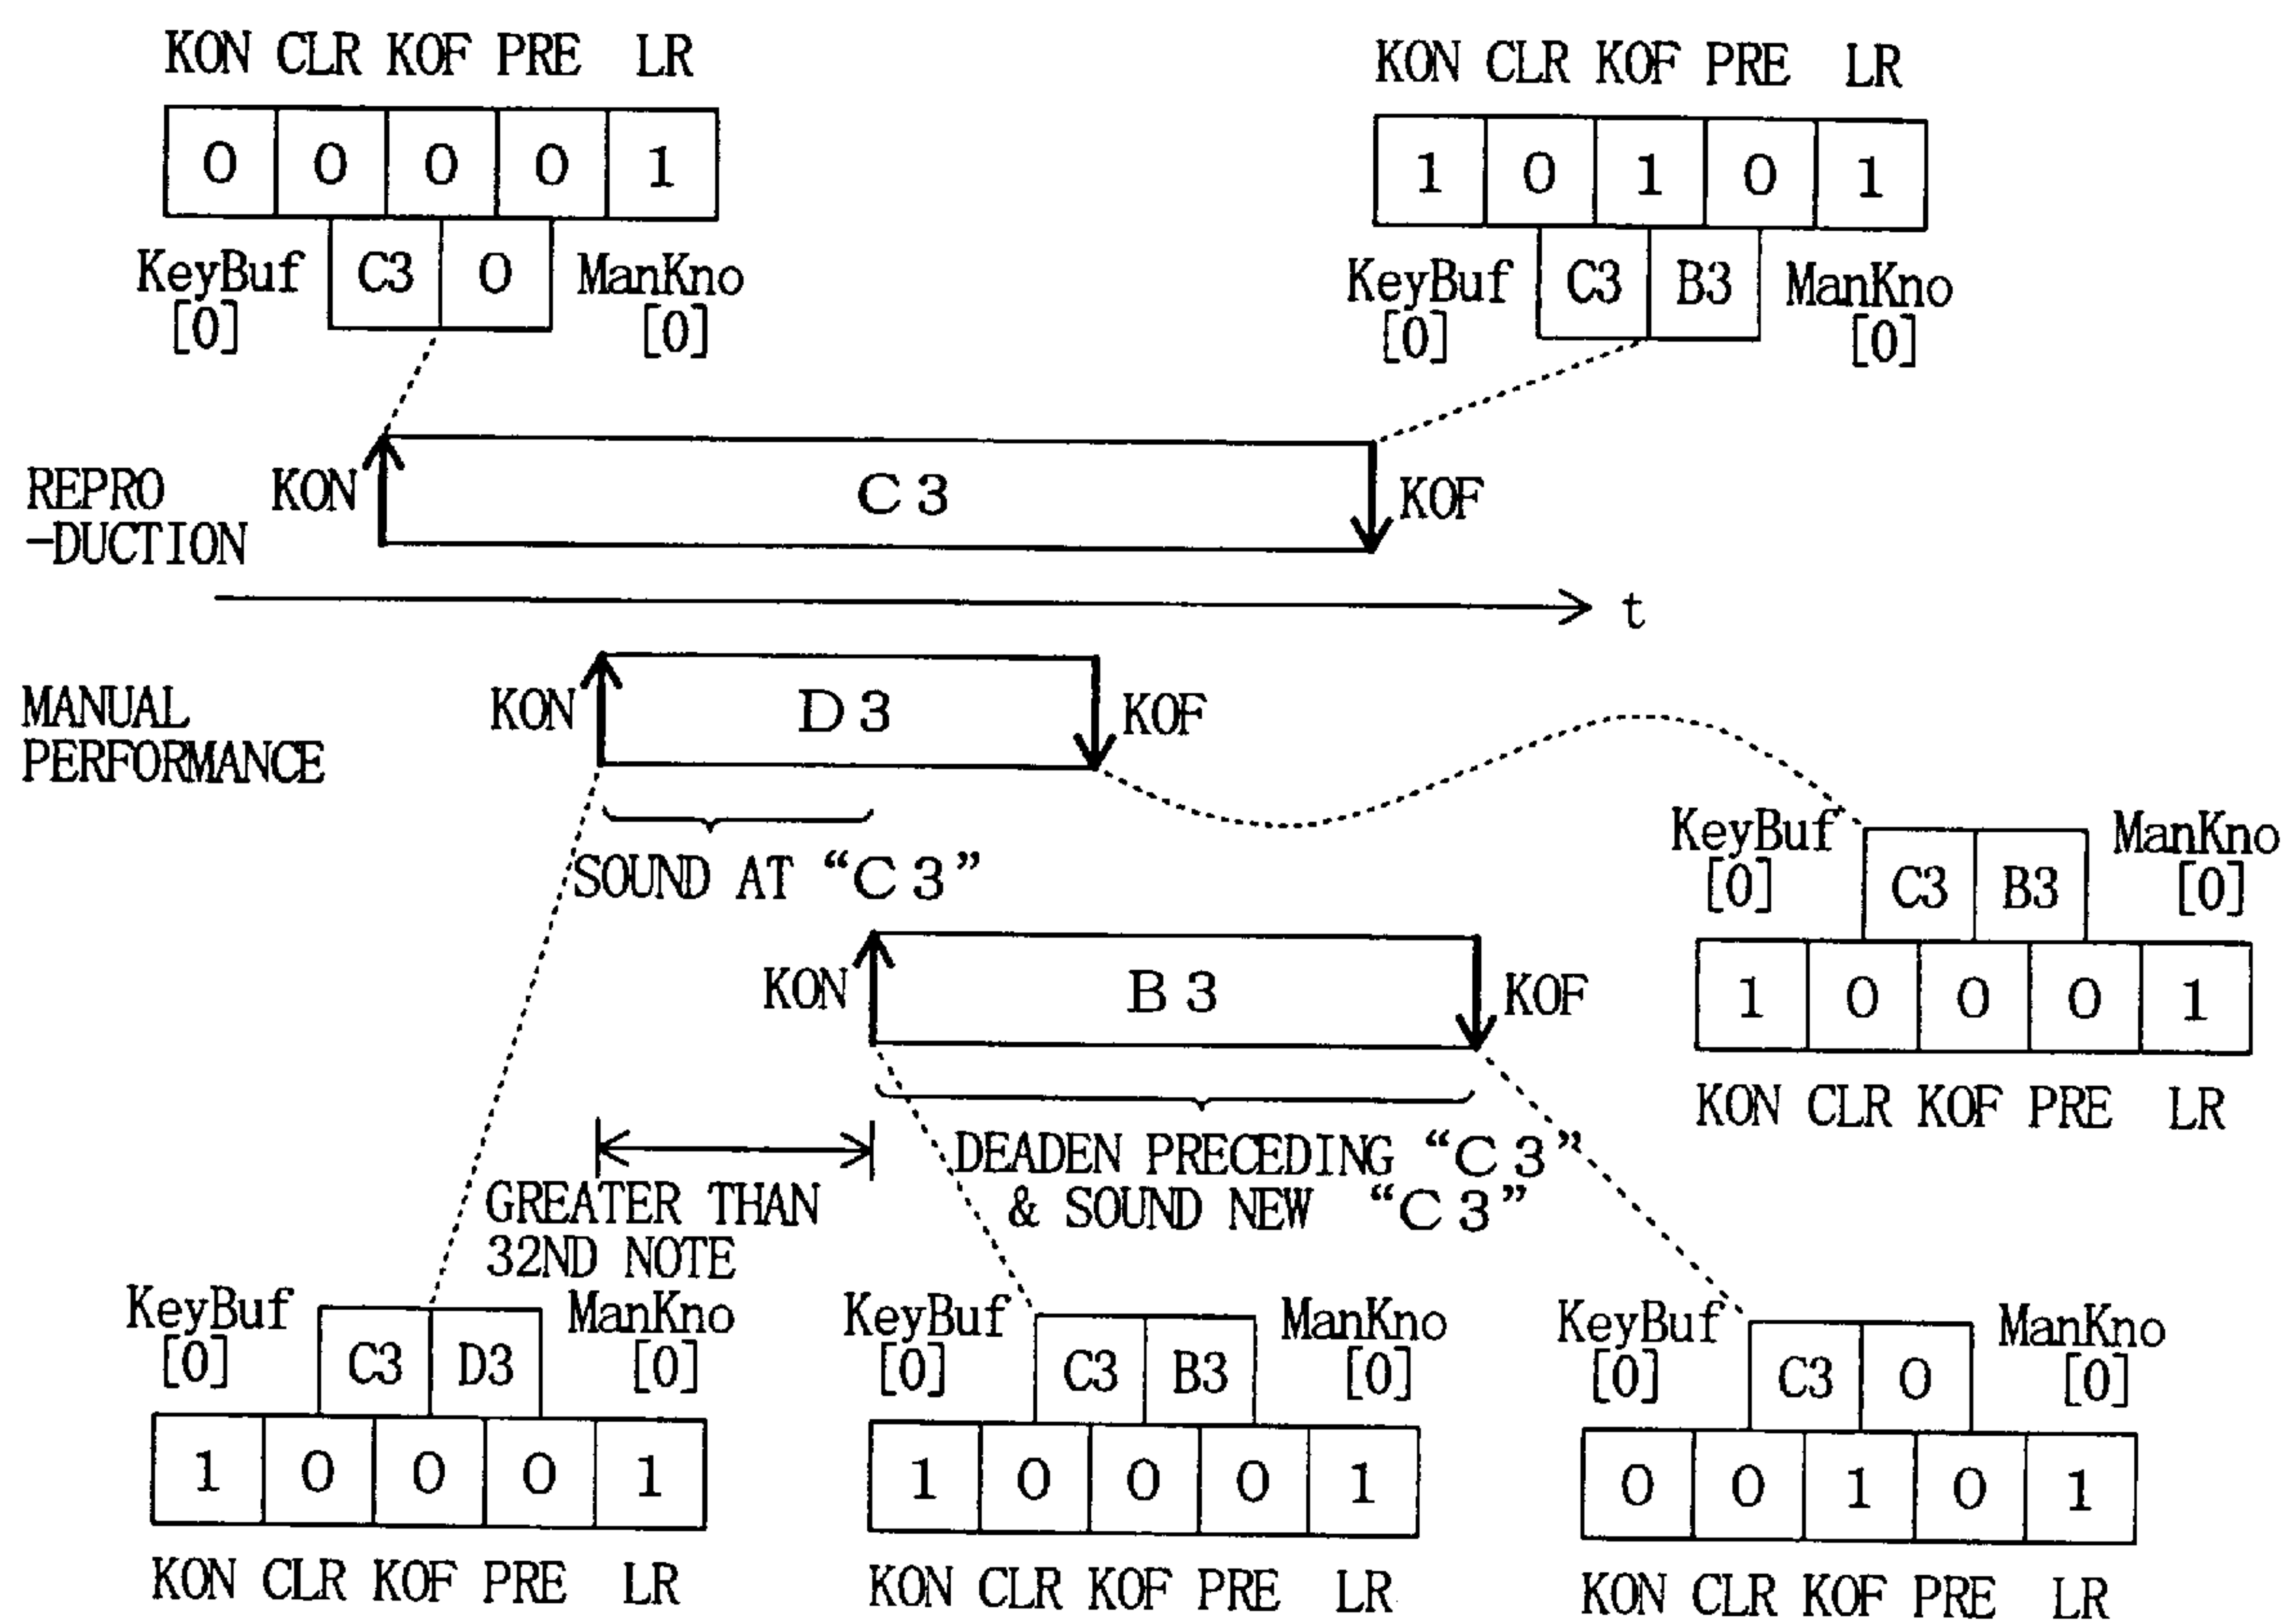 KON CLR KOF PRE LR
0 0 0 0 1
KeyBuf [0] C3 0 ManKno [0]
KON CLR KOF PRE LR
1 0 1 0 1
KeyBuf [0] C3 B3 ManKno [0]
REPRO
-DUCTION
KON C3 KOF
t
MANUAL
PERFORMANCE
KON D3 KOF
SOUND AT “C3”
KeyBuf [0] C3 B3 ManKno [0]
1 0 0 0 1
KON CLR KOF PRE LR
KON B3 KOF
GREATER THAN
32ND NOTE
DEADEN PRECEDING “C3”
& SOUND NEW “C3”
KeyBuf [0] C3 D3 ManKno [0]
1 0 0 0 1
KON CLR KOF PRE LR
KeyBuf [0] C3 B3 ManKno [0]
1 0 0 0 1
KON CLR KOF PRE LR
KeyBuf [0] C3 0 ManKno [0]
0 0 1 0 1
KON CLR KOF PRE LR